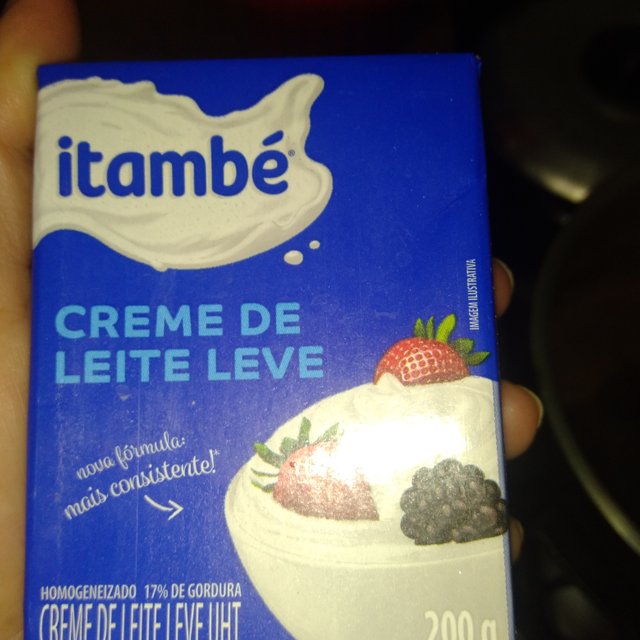 itambé®
CREME DE
LEITE LEVE
IMAGEM ILUSTRATIVA
nova fórmula:
mais consistente!*
HOMOGENEIZADO 17% DE GORDURA
CREME DE LEITE LEVE UHT
200 g